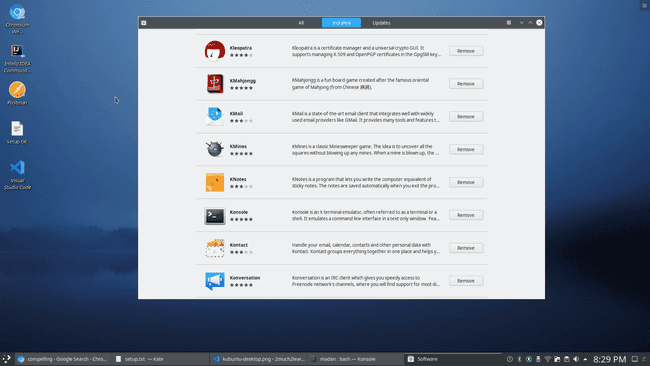 Chromium
We...
IntelliJ IDEA
Communit...
Postman
setup.txt
Visual
Studio Code
All
Updates
Kleopatra
Kleopatra is a certificate manager and a universal crypto GUI. It
supports managing X.509 and OpenPGP certificates in the GpgSM key...
Remove
KMahjongg
KMahjongg is a fun board game created after the famous oriental
game of Mahjong (from Chinese 麻將).
Remove
KMail
KMail is a state-of-the-art email client that integrates well with widely
used email providers like GMail. It provides many tools and features t...
Remove
KMines
KMines is a classic Minesweeper game. The idea is to uncover all the
squares without blowing up any mines. When a mine is blown up, the ...
Remove
KNotes
KNotes is a program that lets you write the computer equivalent of
sticky notes. The notes are saved automatically when you exit the pro...
Remove
Konsole
Konsole is an X terminal emulator, often referred to as a terminal or a
shell. It emulates a command line interface in a text only window. Fea...
Remove
Kontact
Handle your email, calendar, contacts and other personal data with
Kontact. Kontact groups everything together in one place and helps y...
Remove
Konversation
Konversation is an IRC client which gives you speedy access to
Freenode network's channels, where you will find support for most di...
Remove
compelling - Google Search - Chro...
setup.txt — Kate
kubuntu-desktop.png - 2much2lear...
madari : bash — Konsole
Software
8:29 PM